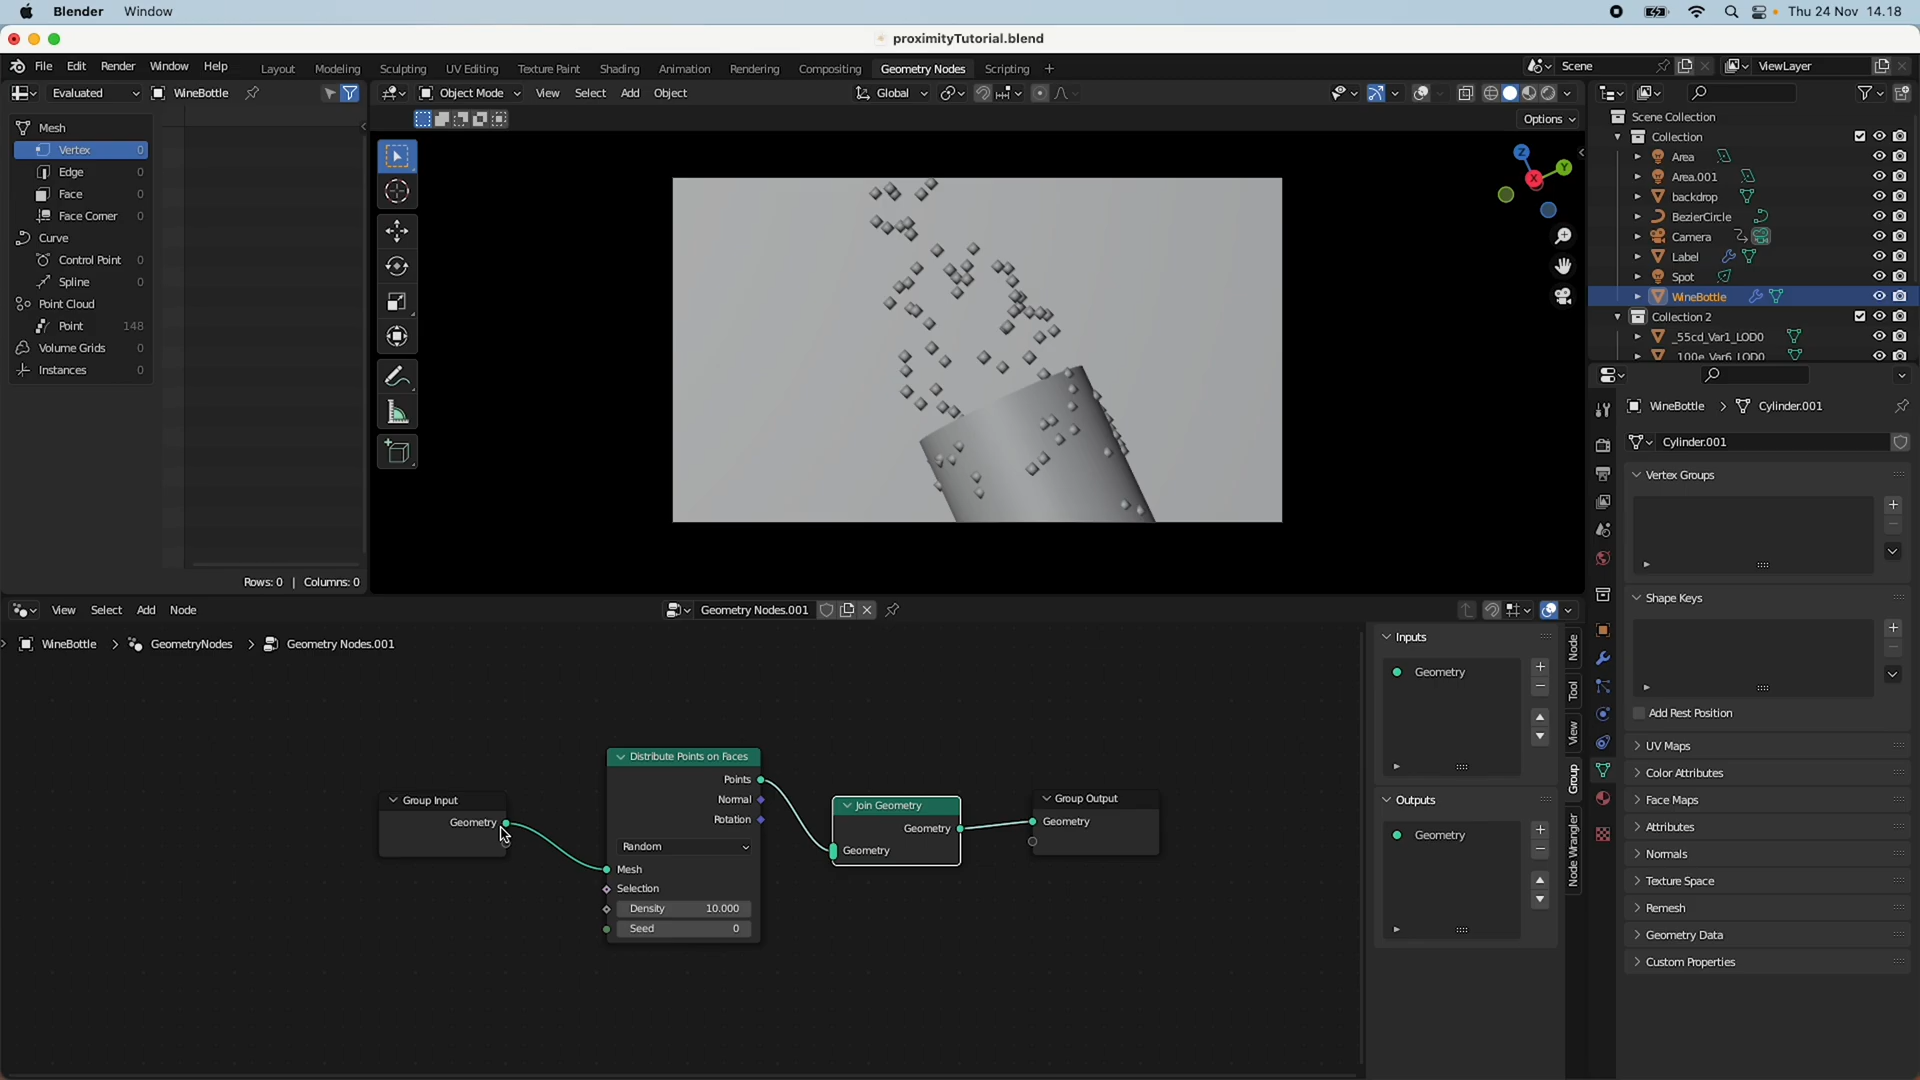 Blender Window Thu 24 Nov 14.18
proximityTutorial.blend
File Edit Render Window Help Layout Modeling Sculpting UV Editing Texture Paint Shading Animation Rendering Compositing Geometry Nodes Scripting + Scene ViewLayer
Evaluated WineBottle Object Mode View Select Add Object Global
Options
Mesh
Vertex 0
Edge 0
Face 0
Face Corner 0
Curve
Control Point 0
Spline 0
Point Cloud
Point 148
Volume Grids 0
Instances 0
Rows: 0 | Columns: 0
Z
Y
X
Scene Collection
Collection
Area
Area.001
backdrop
BezierCircle
Camera
Label
Spot
WineBottle
Collection 2
_55cd_Var1_LOD0
_100e_Var6_LOD0
WineBottle > Cylinder.001
Cylinder.001
Vertex Groups
Shape Keys
Add Rest Position
UV Maps
Color Attributes
Face Maps
Attributes
Normals
Texture Space
Remesh
Geometry Data
Custom Properties
View Select Add Node Geometry Nodes.001
WineBottle > GeometryNodes > Geometry Nodes.001
Group Input
Geometry
Distribute Points on Faces
Points
Normal
Rotation
Random
Mesh
Selection
Density 10.000
Seed 0
Join Geometry
Geometry
Geometry
Group Output
Geometry
Inputs
Geometry
Outputs
Geometry
Node
Tool
View
Group
Node Wrangler